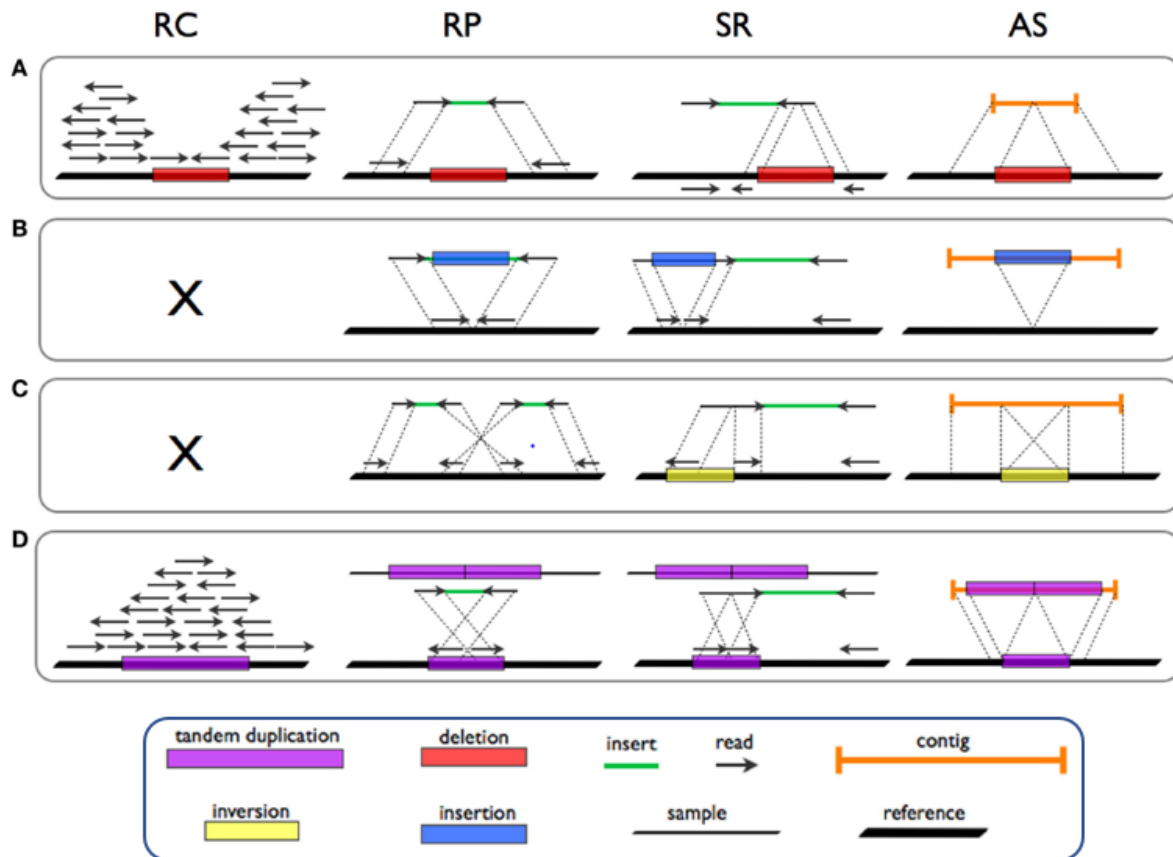 RC RP SR AS
A
B
X
C
X
D
tandem duplication deletion insert read contig
inversion insertion sample reference